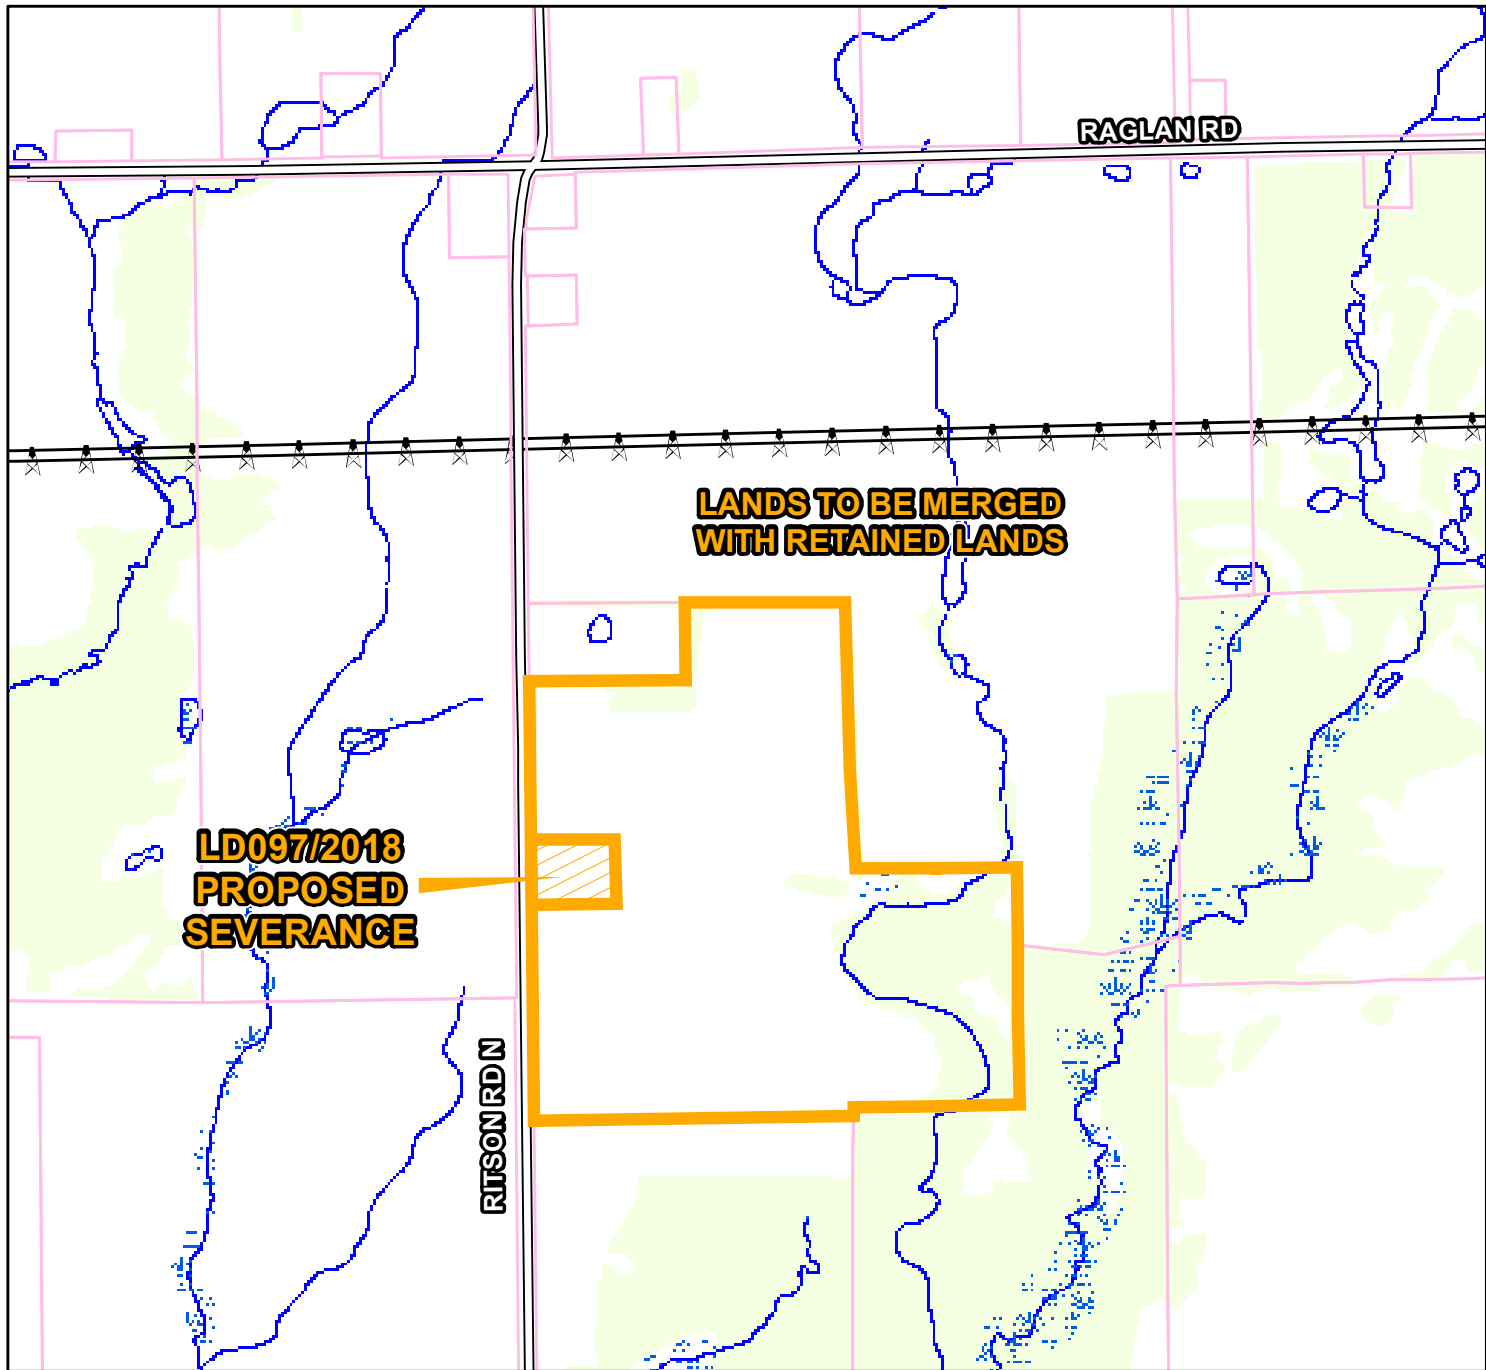 RAGLAN RD
LANDS TO BE MERGED
WITH RETAINED LANDS
LD097/2018
PROPOSED
SEVERANCE
RITSON RD N